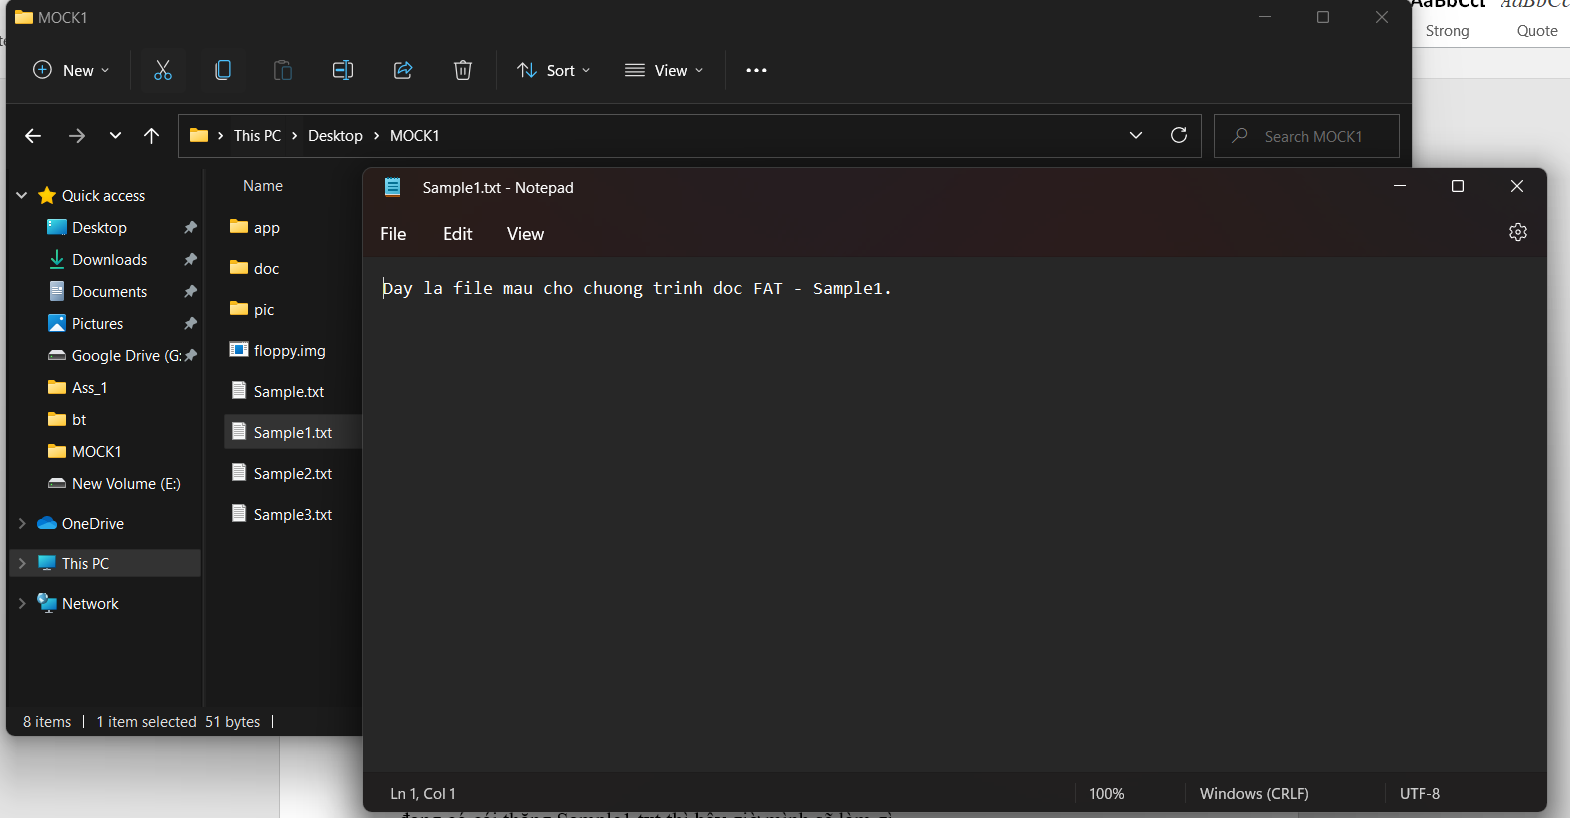 MOCK1
Strong
Quote
New
Sort
View
This PC
Desktop
MOCK1
Search MOCK1
Quick access
Desktop
Downloads
Documents
Pictures
Google Drive (G:
Ass_1
bt
MOCK1
New Volume (E:)
OneDrive
This PC
Network
Name
app
doc
pic
floppy.img
Sample.txt
Sample1.txt
Sample2.txt
Sample3.txt
8 items
1 item selected 51 bytes
Sample1.txt - Notepad
File Edit View
Day la file mau cho chuong trinh doc FAT - Sample1.
Ln 1, Col 1
100%
Windows (CRLF)
UTF-8